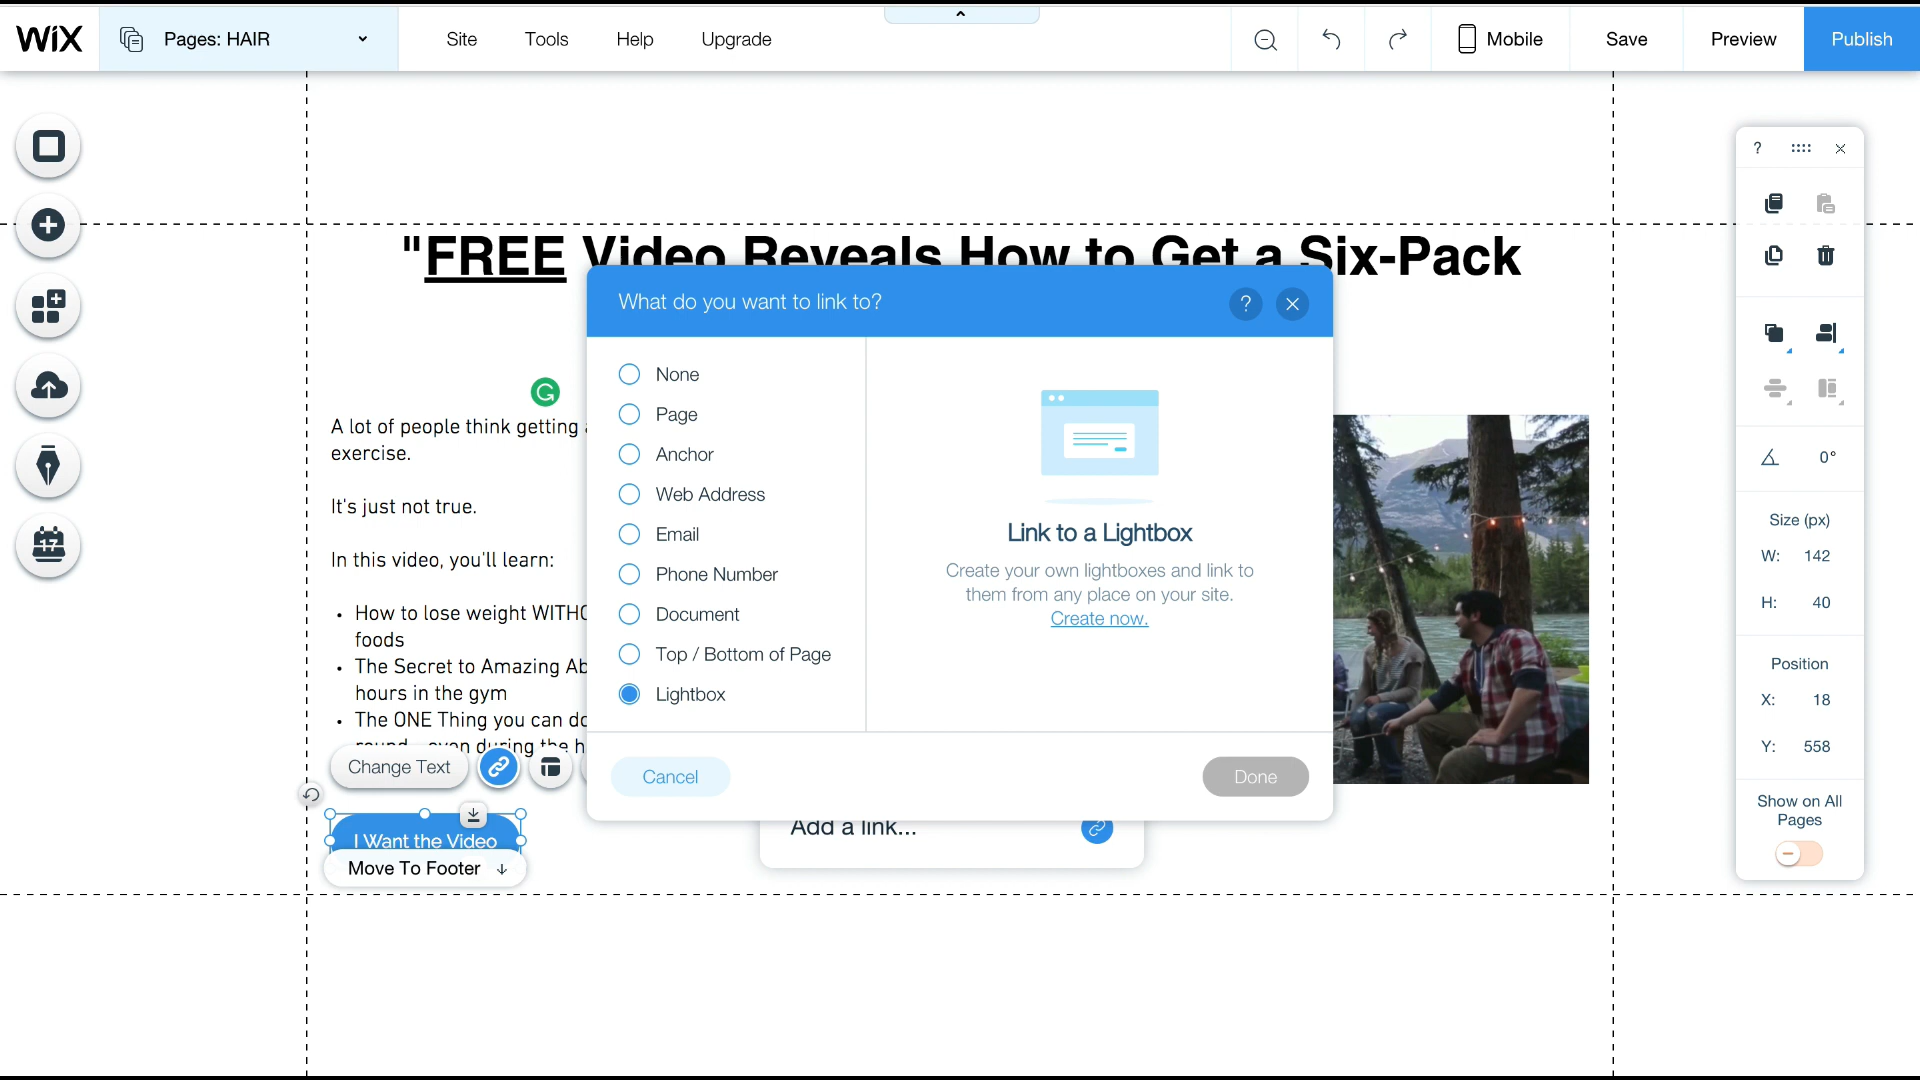 WiX
Pages: HAIR
Site
Tools
Help
Upgrade
Mobile
Save
Preview
Publish
"FREE Video Reveals How to Get a Six-Pack
What do you want to link to?
?
None
Page
Anchor
Web Address
Email
Phone Number
Document
Top / Bottom of Page
Lightbox
Link to a Lightbox
Create your own lightboxes and link to
them from any place on your site.
Create now.
Cancel
Done
A lot of people think getting
exercise.
It's just not true.
In this video, you'll learn:
• How to lose weight WITHO
foods
• The Secret to Amazing Ab
hours in the gym
• The ONE Thing you can do
round - even during the h
Change Text
I Want the Video
Move To Footer
Add a link...
17
G
?
0°
Size (px)
W: 142
H: 40
Position
X: 18
Y: 558
Show on All
Pages